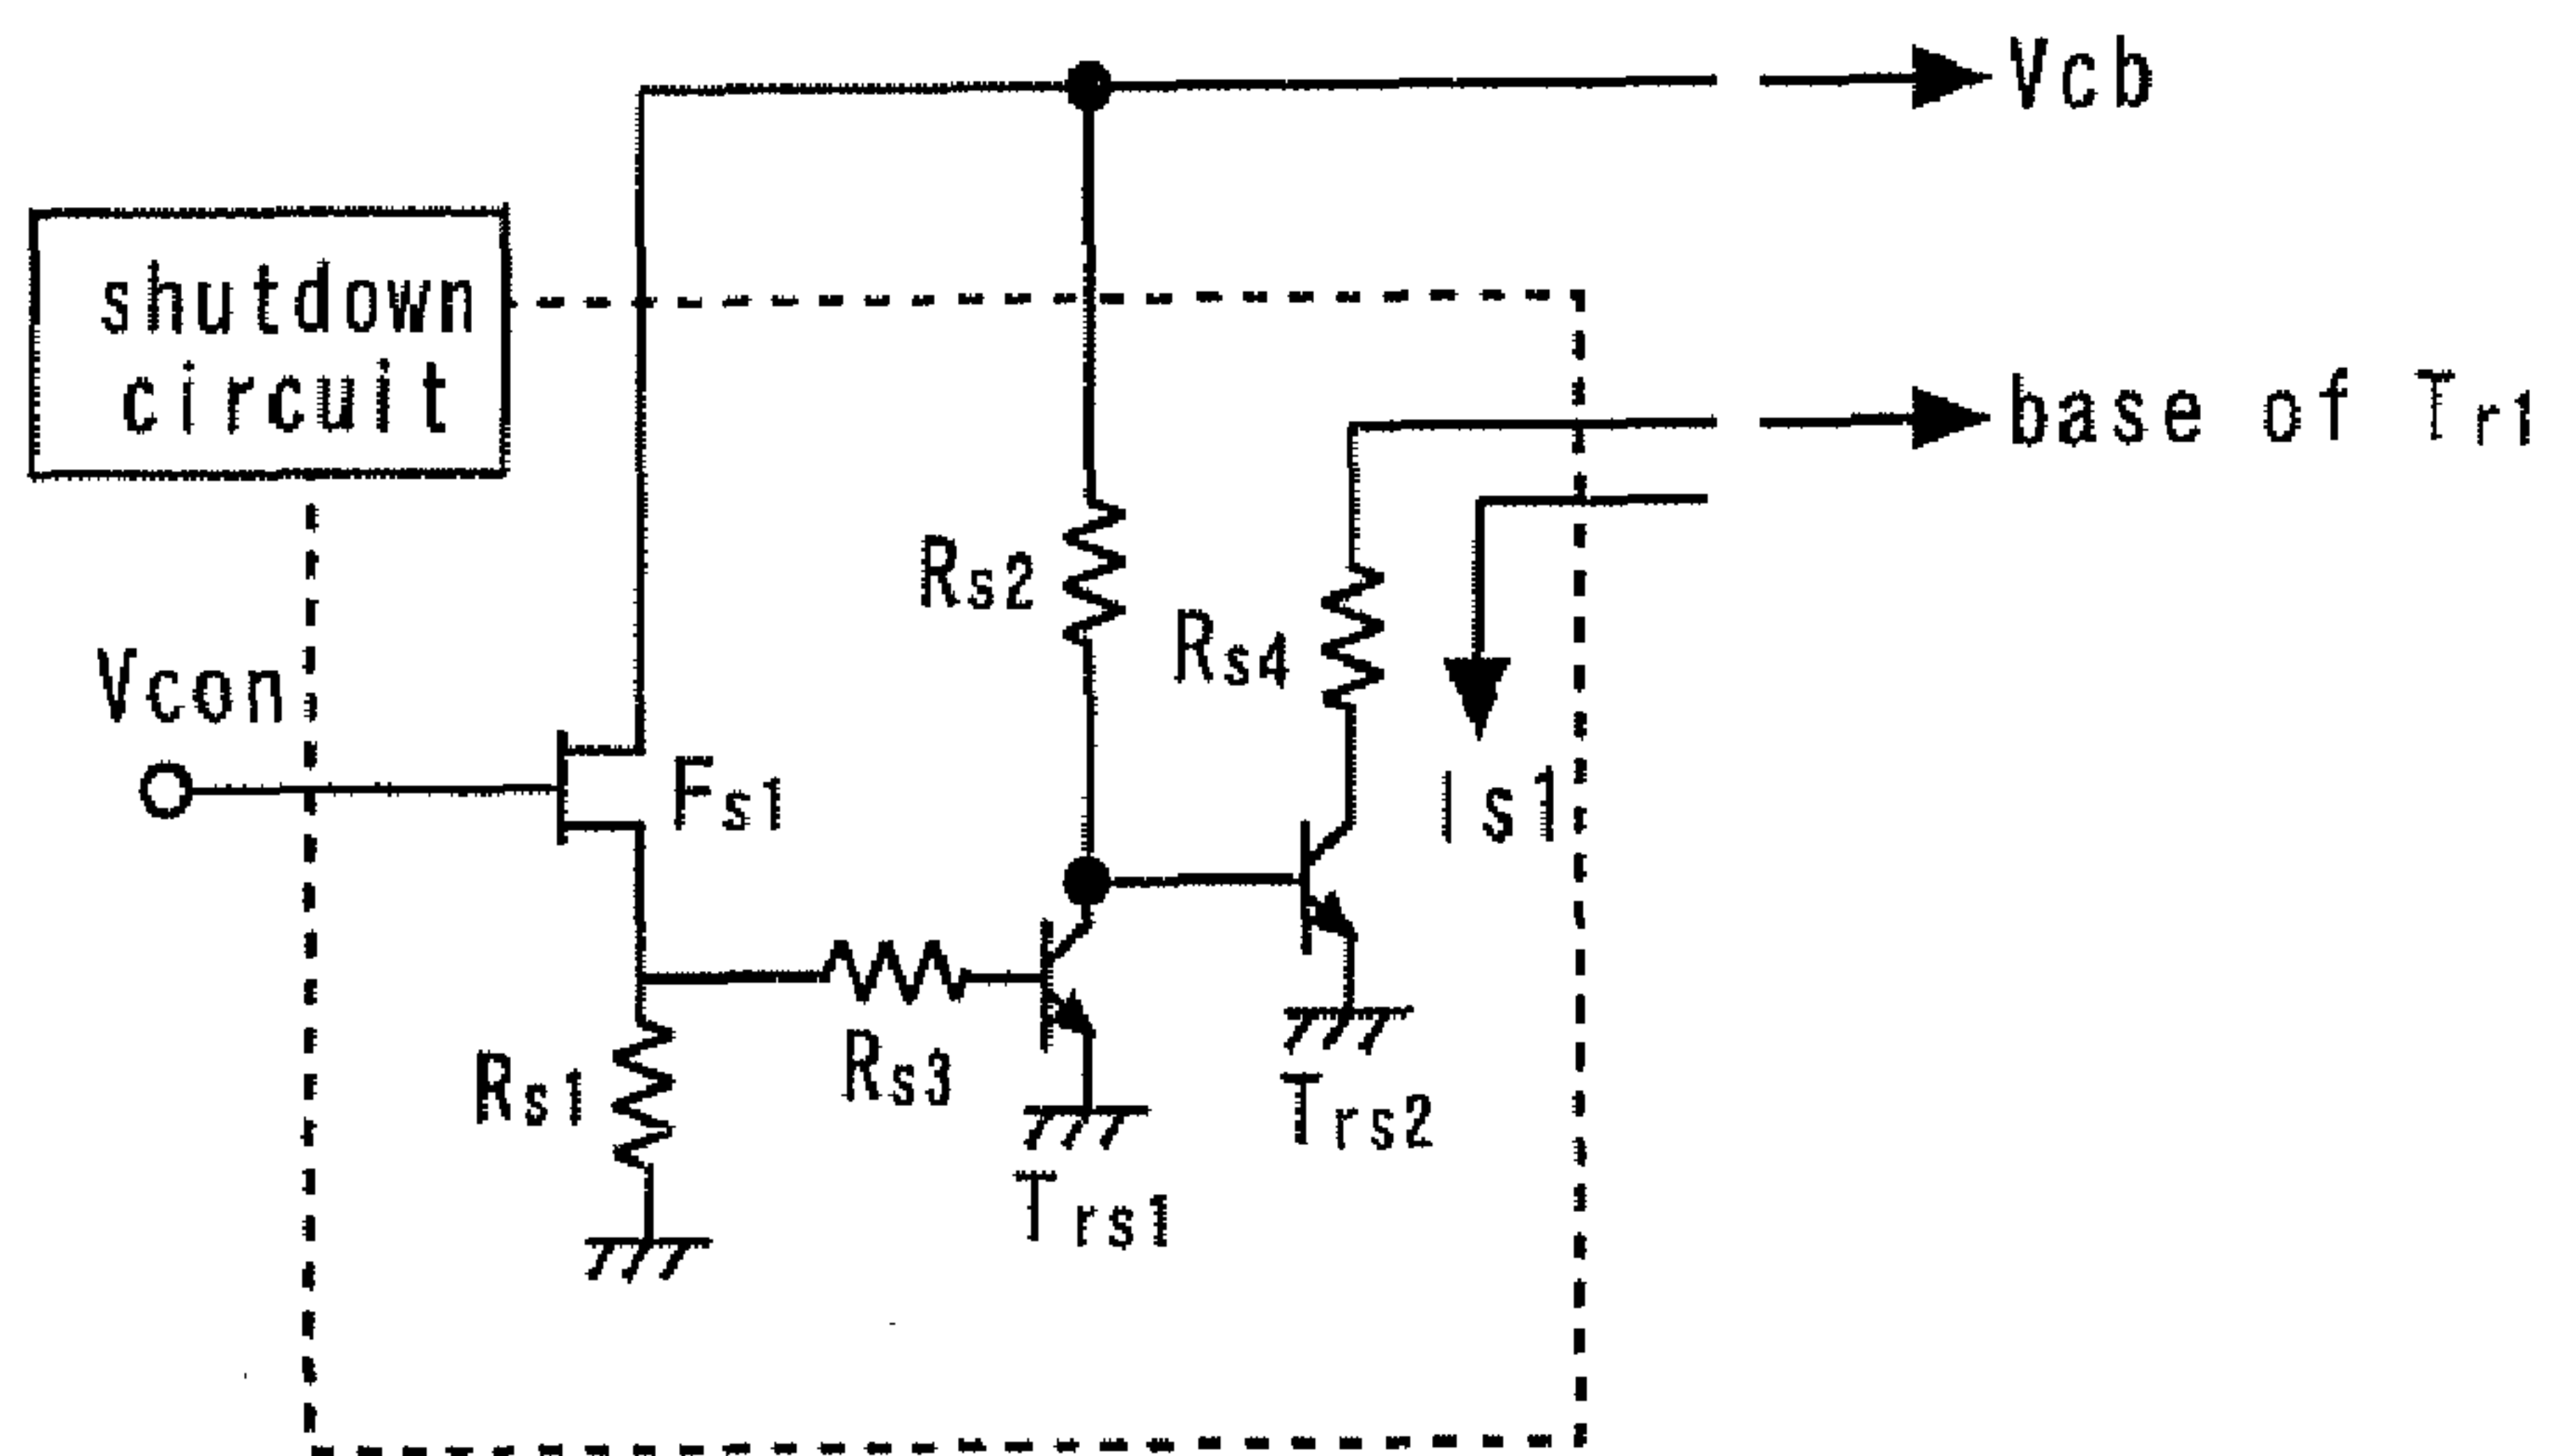 Vcb
shutdown
circuit
base of Tr1
Rs2
Rs4
Vcon
Fs1
Is1
Rs3
Rs1
Trs2
Trs1